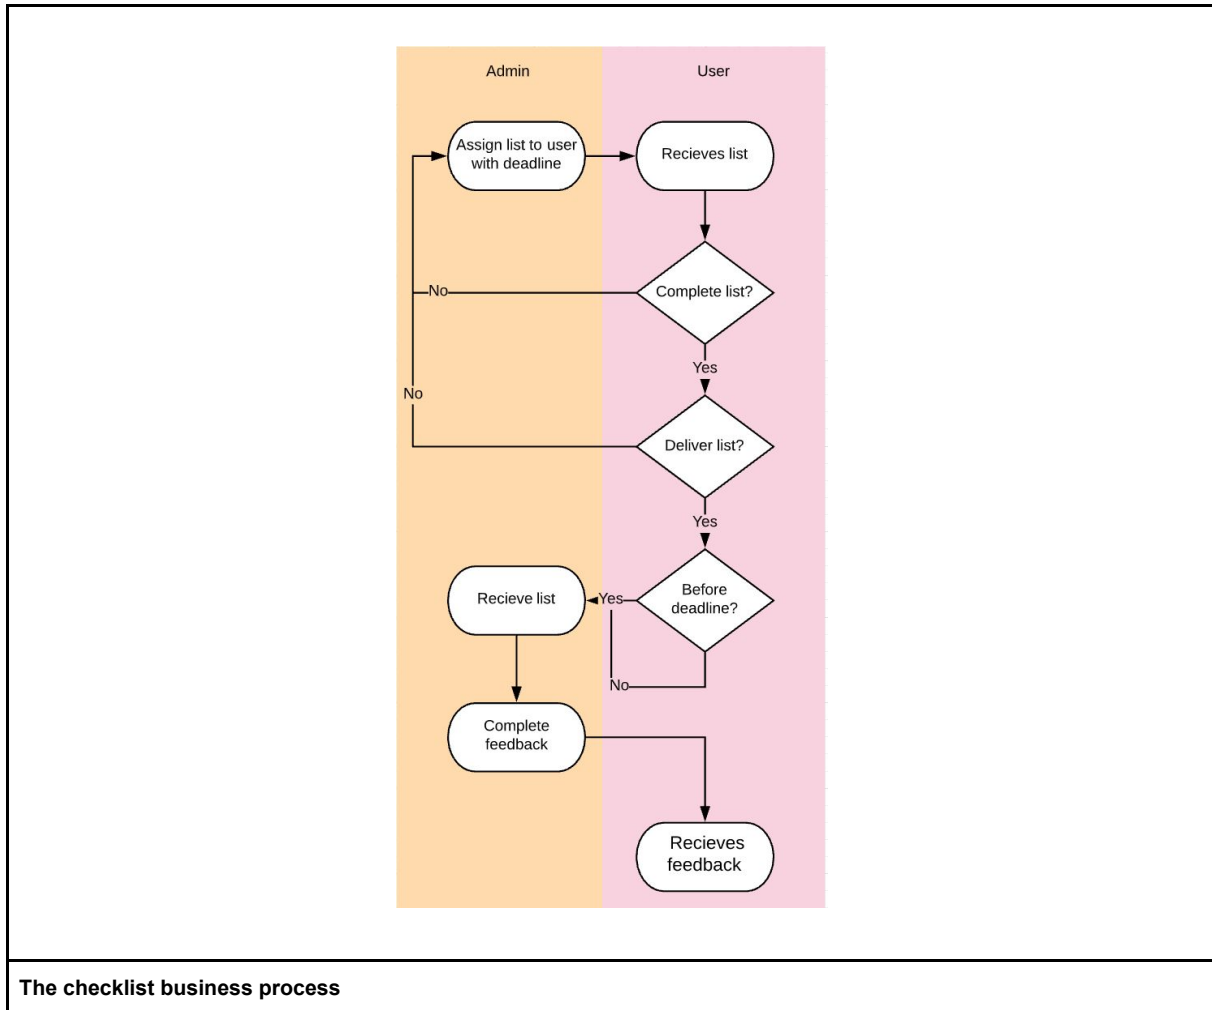 Admin
User
Assign list to user
with deadline
Recieves list
Complete list?
No
Yes
No
Deliver list?
Yes
Before
deadline?
Yes
Recieve list
No
Complete
feedback
Recieves
feedback
The checklist business process